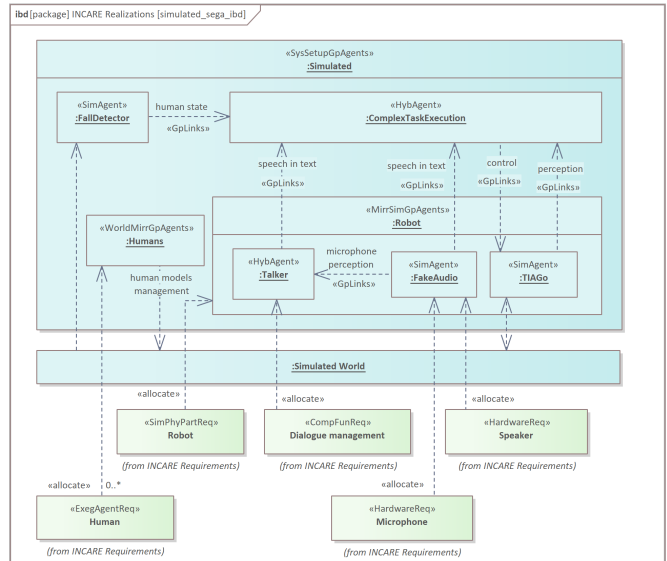 ibd [package] INCARE Realizations [simulated_sega_ibd]
«SysSetupGpAgents»
:Simulated
«SimAgent»
:FallDetector
human state
«GpLinks»
«HybAgent»
:ComplexTaskExecution
speech in text
«GpLinks»
speech in text
«GpLinks»
control
«GpLinks»
perception
«GpLinks»
«MirrSimGpAgents»
:Robot
«WorldMirrGpAgents»
:Humans
«HybAgent»
:Talker
microphone
perception
«GpLinks»
«SimAgent»
:FakeAudio
«SimAgent»
:TIAGo
human models
management
:Simulated World
«allocate»
«allocate»
«allocate»
«SimPhyPartReq»
Robot
(from INCARE Requirements)
«CompFunReq»
Dialogue management
(from INCARE Requirements)
«HardwareReq»
Speaker
(from INCARE Requirements)
«allocate»
0..*
«allocate»
«ExegAgentReq»
Human
(from INCARE Requirements)
«HardwareReq»
Microphone
(from INCARE Requirements)